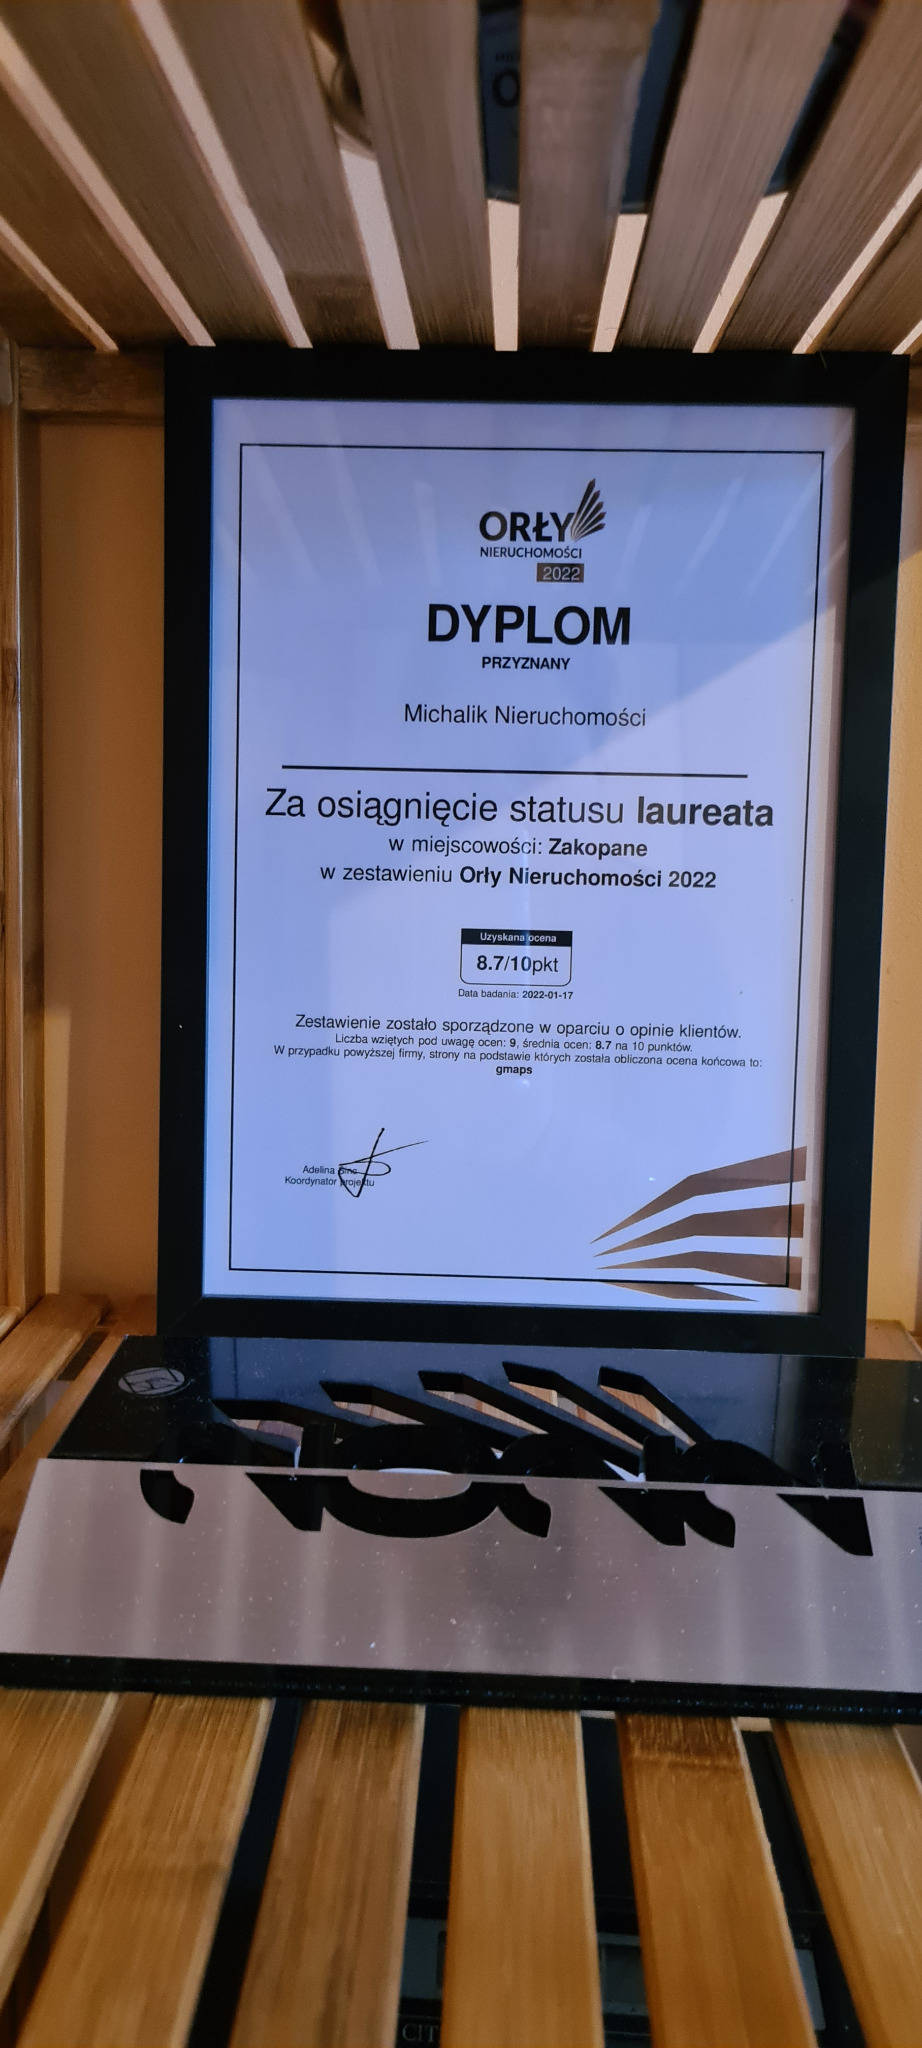 ORŁY
NIERUCHOMOŚCI
2022
DYPLOM
PRZYZNANY
Michalik Nieruchomości
Za osiągnięcie statusu laureata
w miejscowości: Zakopane
w zestawieniu Orły Nieruchomości 2022
Uzyskana ocena
8.7/10pkt
Data badania: 2022-01-17
Zestawienie zostało sporządzone w oparciu o opinie klientów.
Liczba wziętych pod uwagę ocen: 9, średnia ocen: 8.7 na 10 punktów.
W przypadku powyższej firmy, strony na podstawie których została obliczona ocena końcowa to:
gmaps
Adelina
Koordynator projektu
CIT